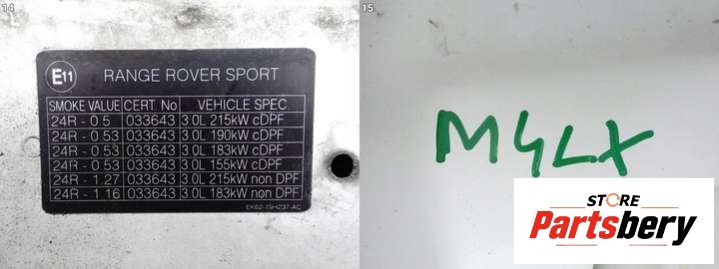 14
E11
RANGE ROVER SPORT
SMOKE VALUE CERT. No VEHICLE SPEC
24R - 0.5 033643 3.0L 215kW cDPF
24R - 0.53 033643 3.0L 190kW cDPF
24R - 0.53 033643 3.0L 183kW cDPF
24R - 0.53 033643 3.0L 155kW cDPF
24R - 1.27 033643 3.0L 215kW non DPF
24R - 1.16 033643 3.0L 183kW non DPF
EK62-19H237-AC
15
M4LX
STORE
Partsbery